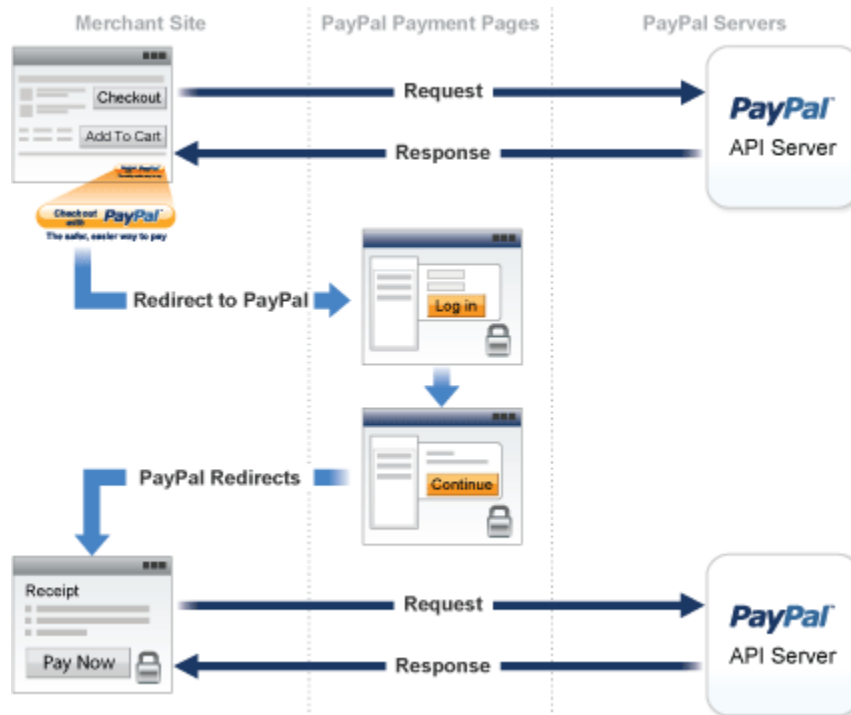 Merchant Site
PayPal Payment Pages
PayPal Servers
Checkout
Add To Cart
Request
Response
PayPal
API Server
Checkout
with
PayPal
The safer, easier way to pay
Redirect to PayPal
Log in
PayPal Redirects
Continue
Receipt
Pay Now
Request
Response
PayPal
API Server